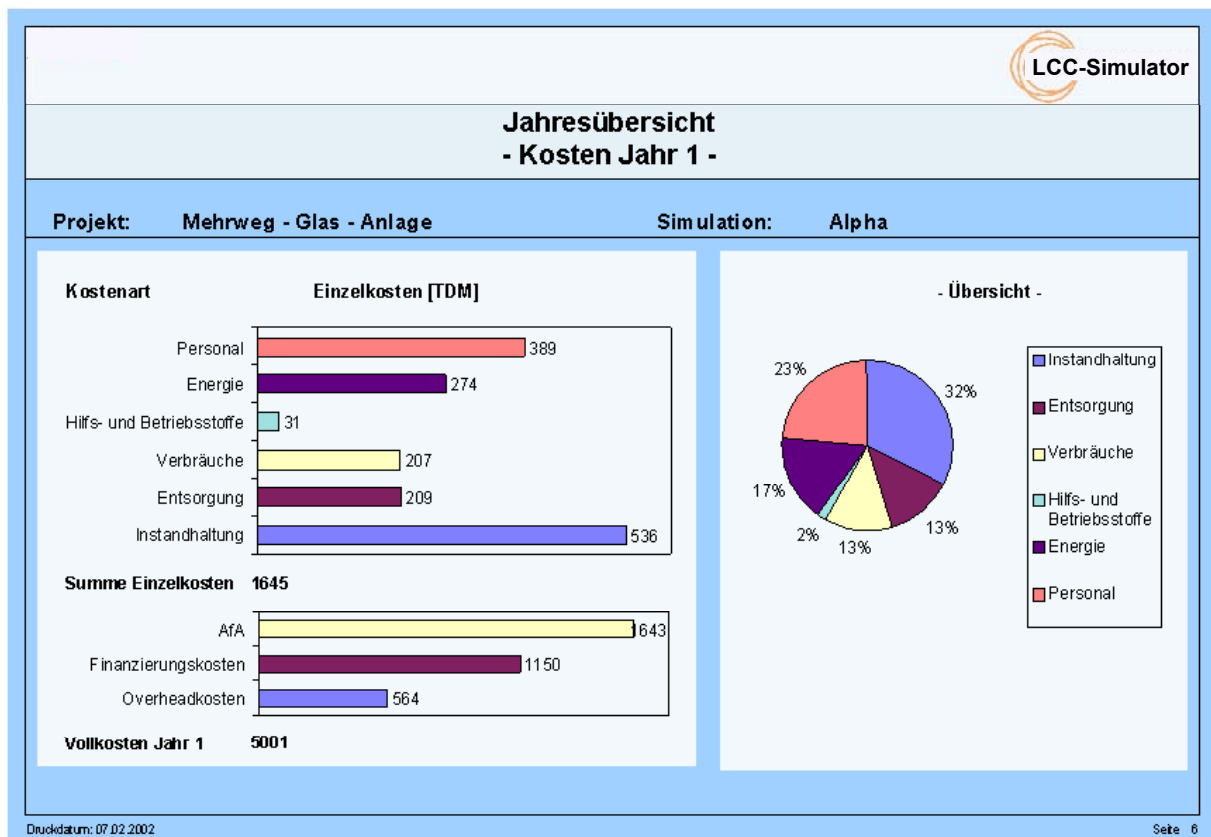 LCC-Simulator
Jahresübersicht
- Kosten Jahr 1 -
Projekt: Mehrweg - Glas - Anlage Simulation: Alpha
Kostenart Einzelkosten [TDM]
Personal 389
Energie 274
Hilfs- und Betriebsstoffe 31
Verbräuche 207
Entsorgung 209
Instandhaltung 536
Summe Einzelkosten 1645
AfA 1643
Finanzierungskosten 1150
Overheadkosten 564
Vollkosten Jahr 1 5001
- Übersicht -
23%
32%
17%
2%
13%
13%
Instandhaltung
Entsorgung
Verbräuche
Hilfs- und
Betriebsstoffe
Energie
Personal
Druckdatum: 07.02.2002 Seite 6